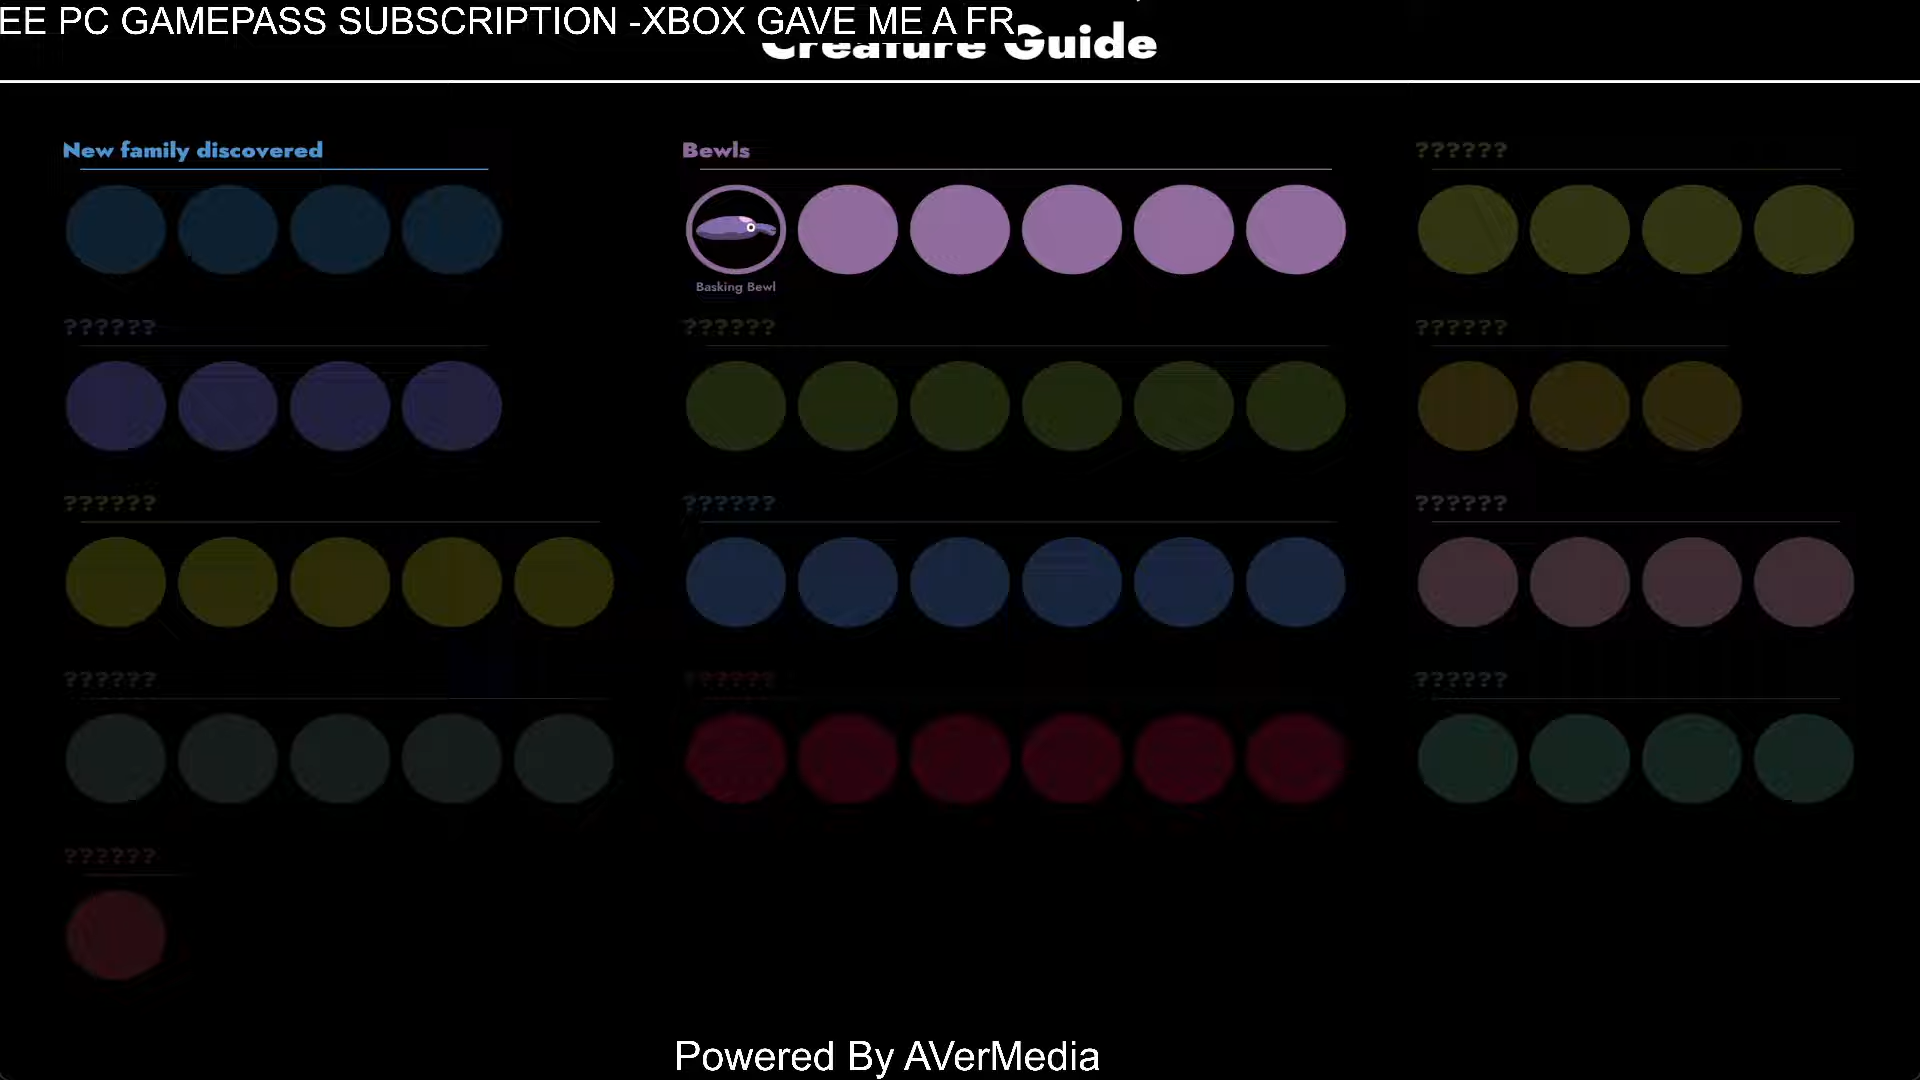 EE PC GAMEPASS SUBSCRIPTION -XBOX GAVE ME A FR
Creature Guide
New family discovered
Bewls
??????
Basking Bewl
??????
??????
??????
??????
??????
??????
??????
??????
??????
??????
Powered By AVerMedia